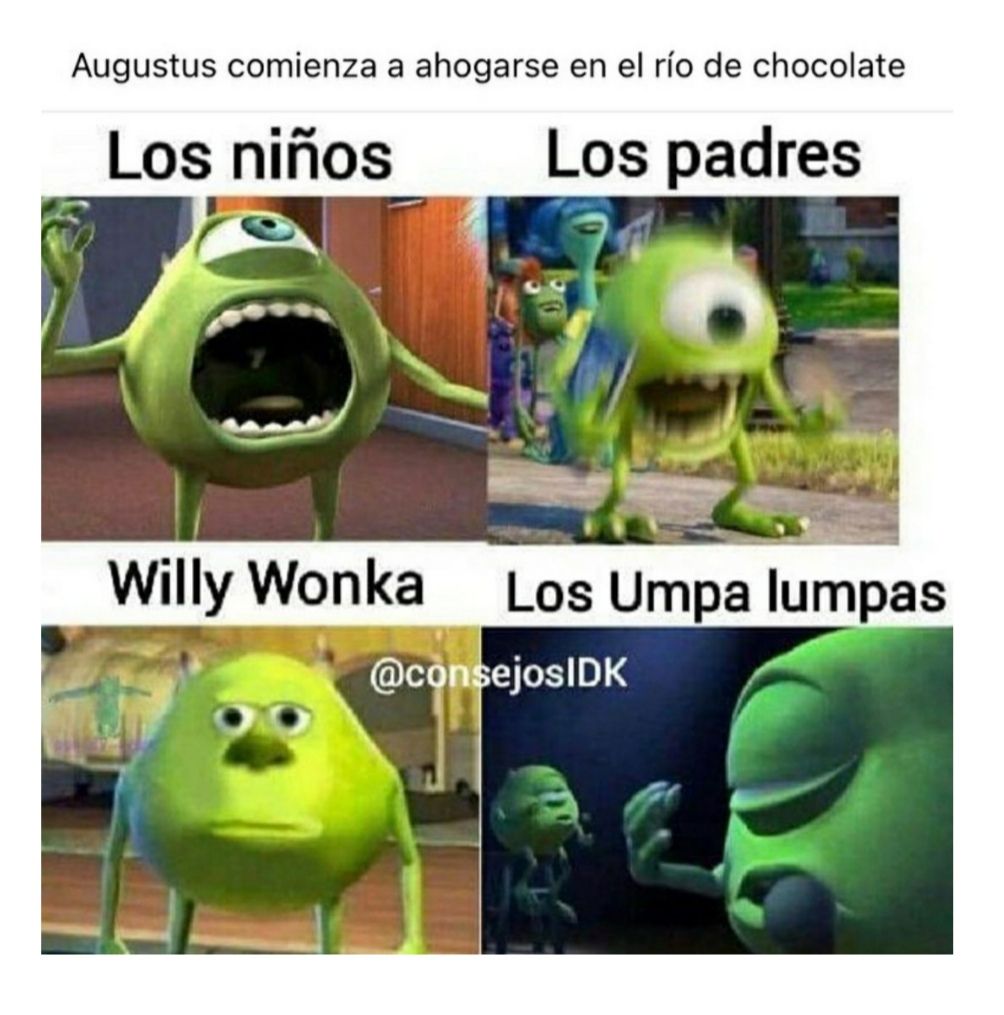 Augustus comienza a ahogarse en el río de chocolate
Los niños
Los padres
Willy Wonka
Los Umpa lumpas
@consejosIDK